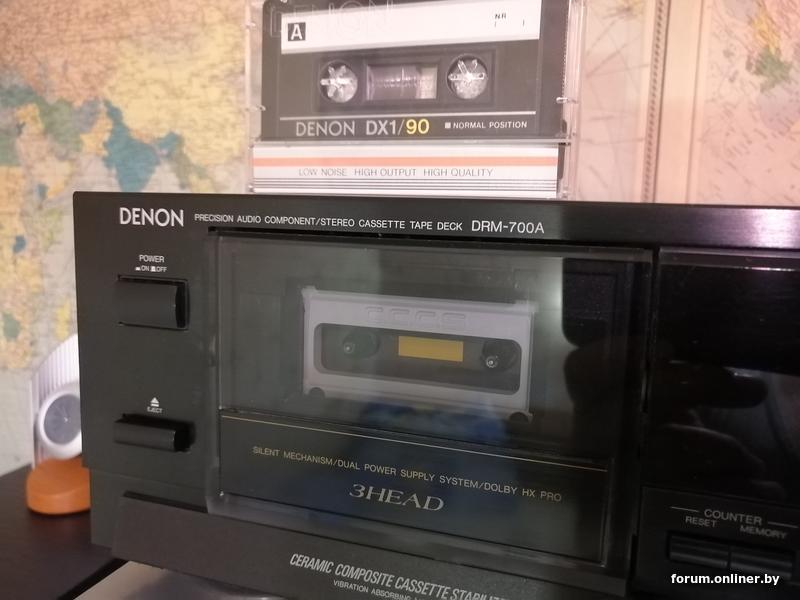 DENON
A
NR
DENON DX1/90 NORMAL POSITION
LOW NOISE HIGH OUTPUT HIGH QUALITY
DENON PRECISION AUDIO COMPONENT/STEREO CASSETTE TAPE DECK DRM-700A
POWER
ON OFF
EJECT
SILENT MECHANISM/DUAL POWER SUPPLY SYSTEM/DOLBY HX PRO
3HEAD
COUNTER
RESET MEMORY
CERAMIC COMPOSITE CASSETTE
VIBRATION
forum.onliner.by